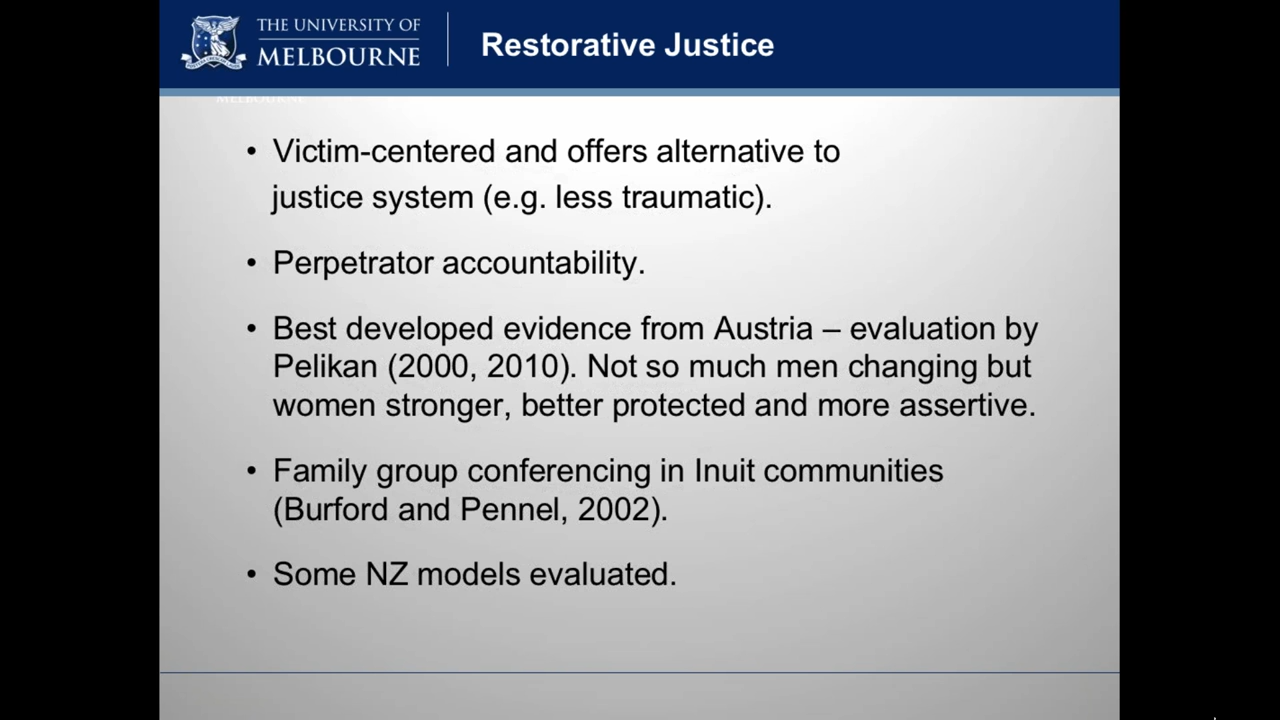 THE UNIVERSITY OF
MELBOURNE
Restorative Justice
MELBOURNE
• Victim-centered and offers alternative to
justice system (e.g. less traumatic).
• Perpetrator accountability.
• Best developed evidence from Austria – evaluation by
Pelikan (2000, 2010). Not so much men changing but
women stronger, better protected and more assertive.
• Family group conferencing in Inuit communities
(Burford and Pennel, 2002).
• Some NZ models evaluated.